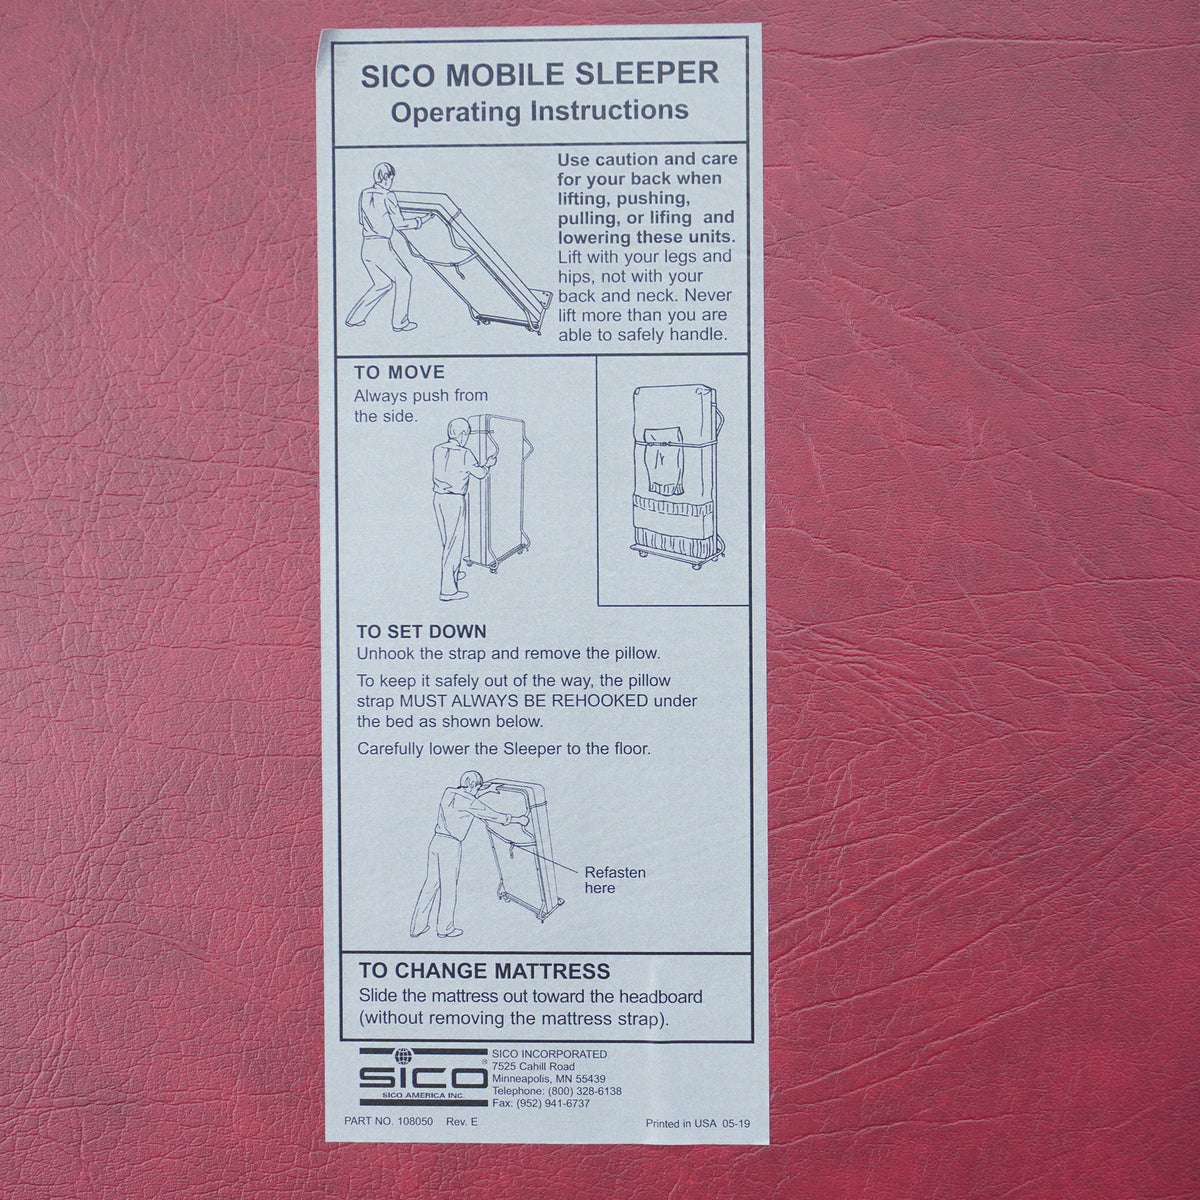 SICO MOBILE SLEEPER
Operating Instructions
Use caution and care
for your back when
lifting, pushing,
pulling, or lifing and
lowering these units.
Lift with your legs and
hips, not with your
back and neck. Never
lift more than you are
able to safely handle.
TO MOVE
Always push from
the side.
TO SET DOWN
Unhook the strap and remove the pillow.
To keep it safely out of the way, the pillow
strap MUST ALWAYS BE REHOOKED under
the bed as shown below.
Carefully lower the Sleeper to the floor.
Refasten
here
TO CHANGE MATTRESS
Slide the mattress out toward the headboard
(without removing the mattress strap).
SICO®
SICO AMERICA INC.
SICO INCORPORATED
7525 Cahill Road
Minneapolis, MN 55439
Telephone: (800) 328-6138
Fax: (952) 941-6737
PART NO. 108050 Rev. E
Printed in USA 05-19